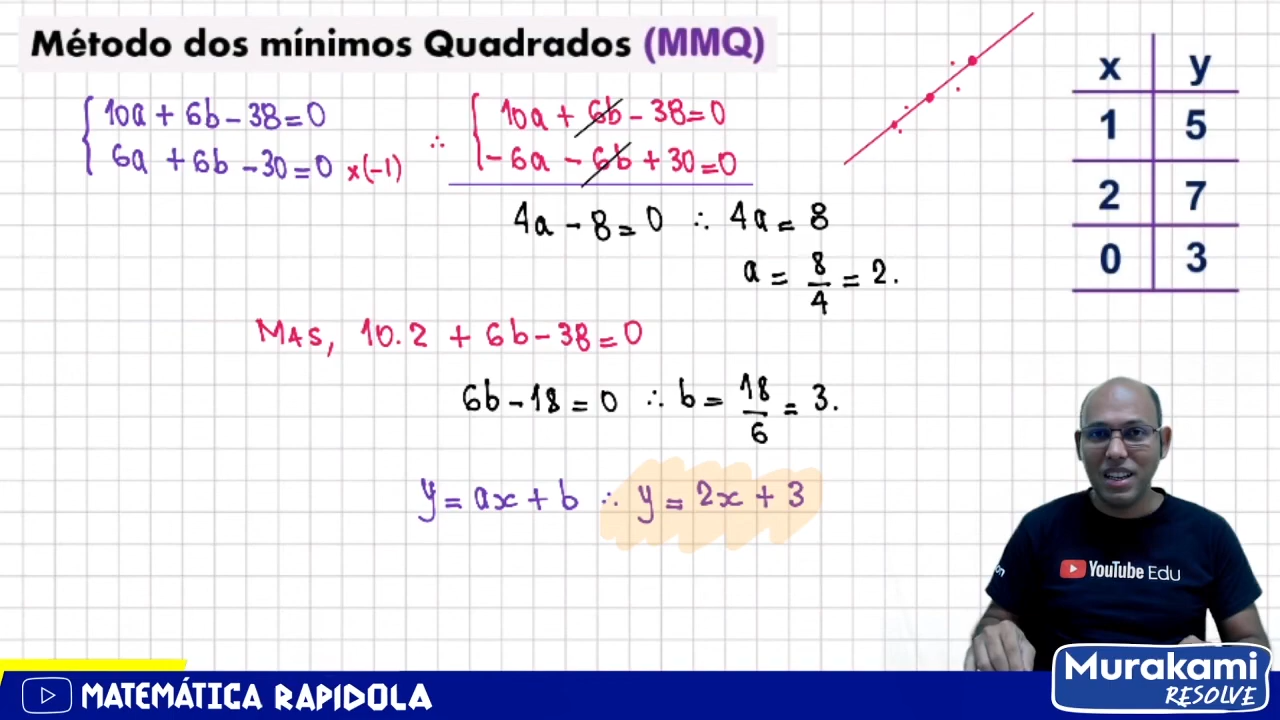 Método dos mínimos Quadrados (MMQ)
10a + 6b - 38 = 0
6a + 6b - 30 = 0 x(-1)
∴
10a + 6b - 38 = 0
- 6a - 6b + 30 = 0
4a - 8 = 0 ∴ 4a = 8
a = 8/4 = 2.
MAS, 10.2 + 6b - 38 = 0
6b - 18 = 0 ∴ b = 18/6 = 3.
y = ax + b ∴ y = 2x + 3
x y
1 5
2 7
0 3
on
YouTube Edu
MATEMÁTICA RAPIDOLA
Murakami
RESOLVE